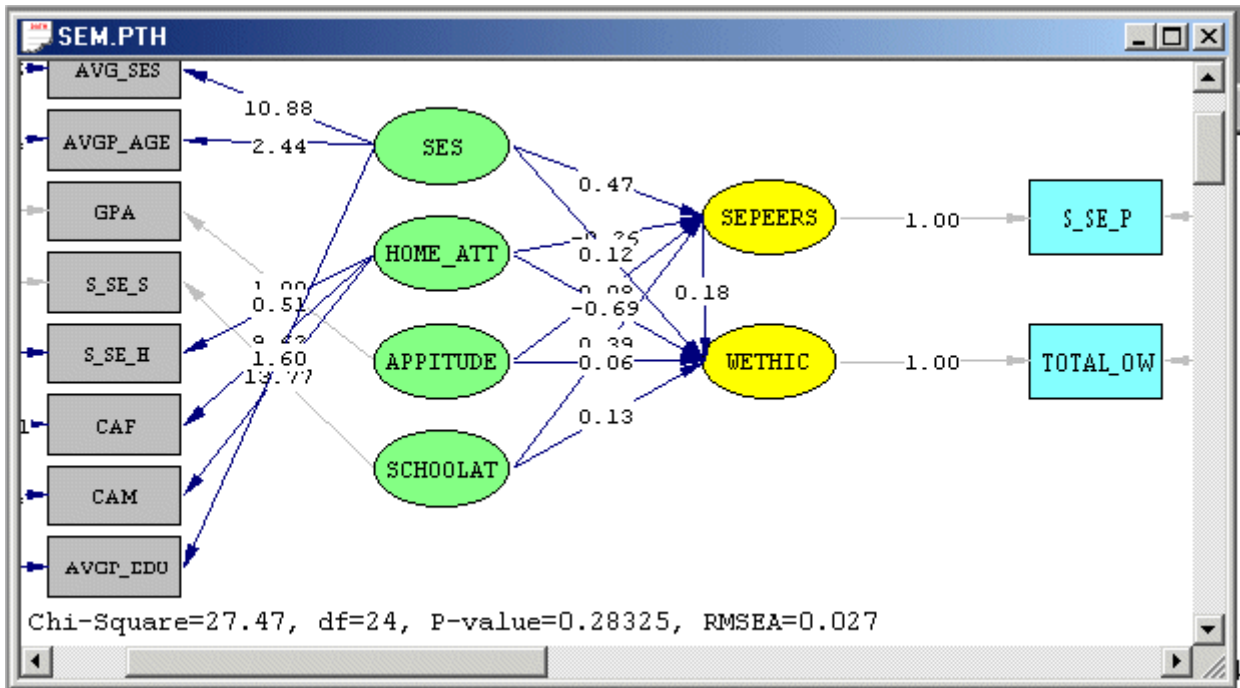 SEM.PTH
AVG_SES
10.88
AVGP_AGE
2.44
SES
0.47
GPA
SEPEERS
1.00
S_SE_P
HOME_ATT
0.12
S_SE_S
0.51
-0.69
0.18
S_SE_H
1.60
APPITUDE
0.06
WETHIC
1.00
TOTAL_OW
0.13
CAF
SCHOOLAT
CAM
AVGP_EDU
Chi-Square=27.47, df=24, P-value=0.28325, RMSEA=0.027